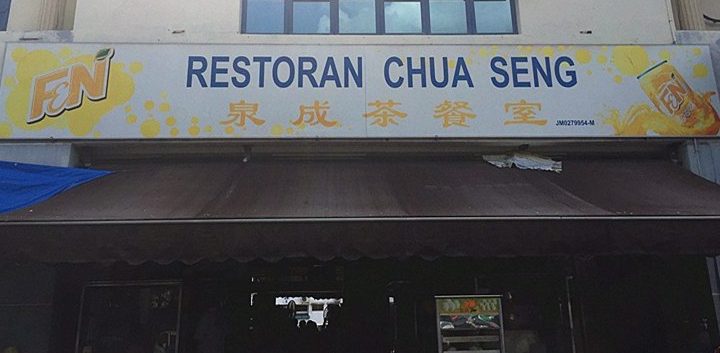 F&N
RESTORAN CHUA SENG
泉成茶餐室
JM0279954-M
F&N